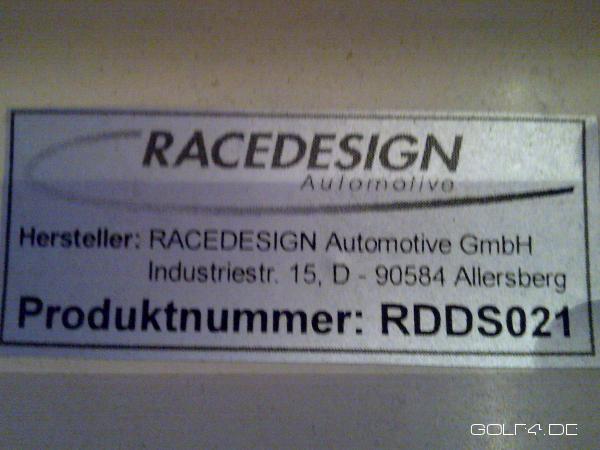 RACEDESIGN
Automotive
Hersteller: RACEDESIGN Automotive GmbH
Industriestr. 15, D - 90584 Allersberg
Produktnummer: RDDS021
GOLF4.DE